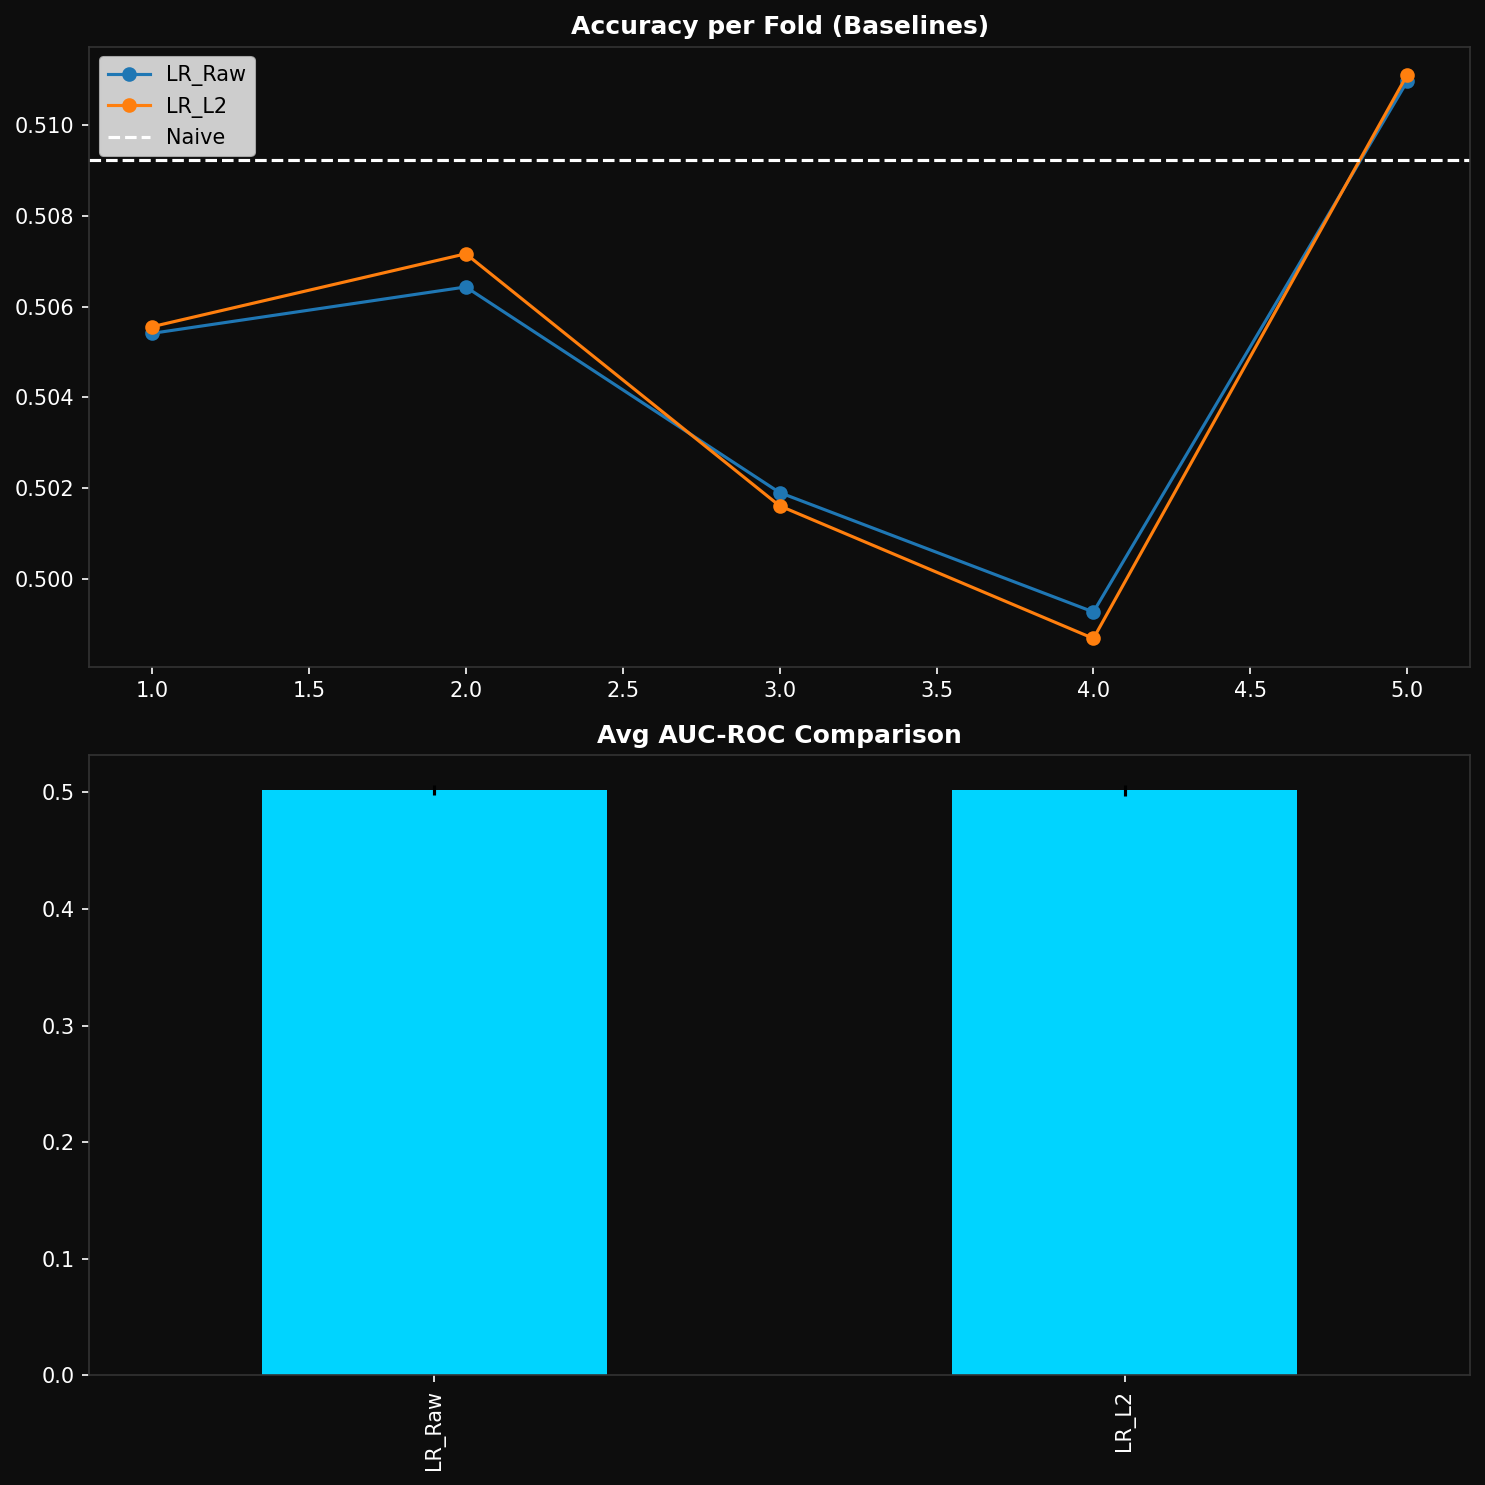 Accuracy per Fold (Baselines)
LR_Raw
LR_L2
Naive
0.510
0.508
0.506
0.504
0.502
0.500
1.0 1.5 2.0 2.5 3.0 3.5 4.0 4.5 5.0
Avg AUC-ROC Comparison
0.5
0.4
0.3
0.2
0.1
0.0
LR_Raw
LR_L2